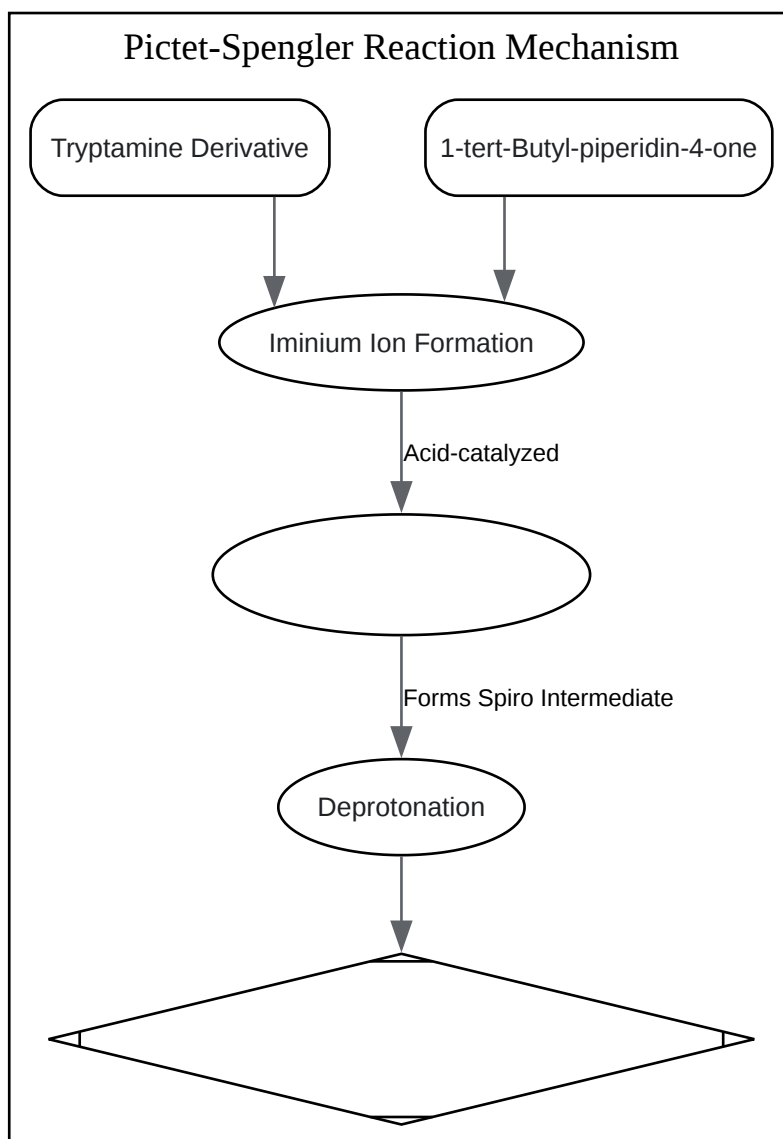 Pictet-Spengler Reaction Mechanism
Tryptamine Derivative
1-tert-Butyl-piperidin-4-one
Iminium Ion Formation
Acid-catalyzed
Forms Spiro Intermediate
Deprotonation